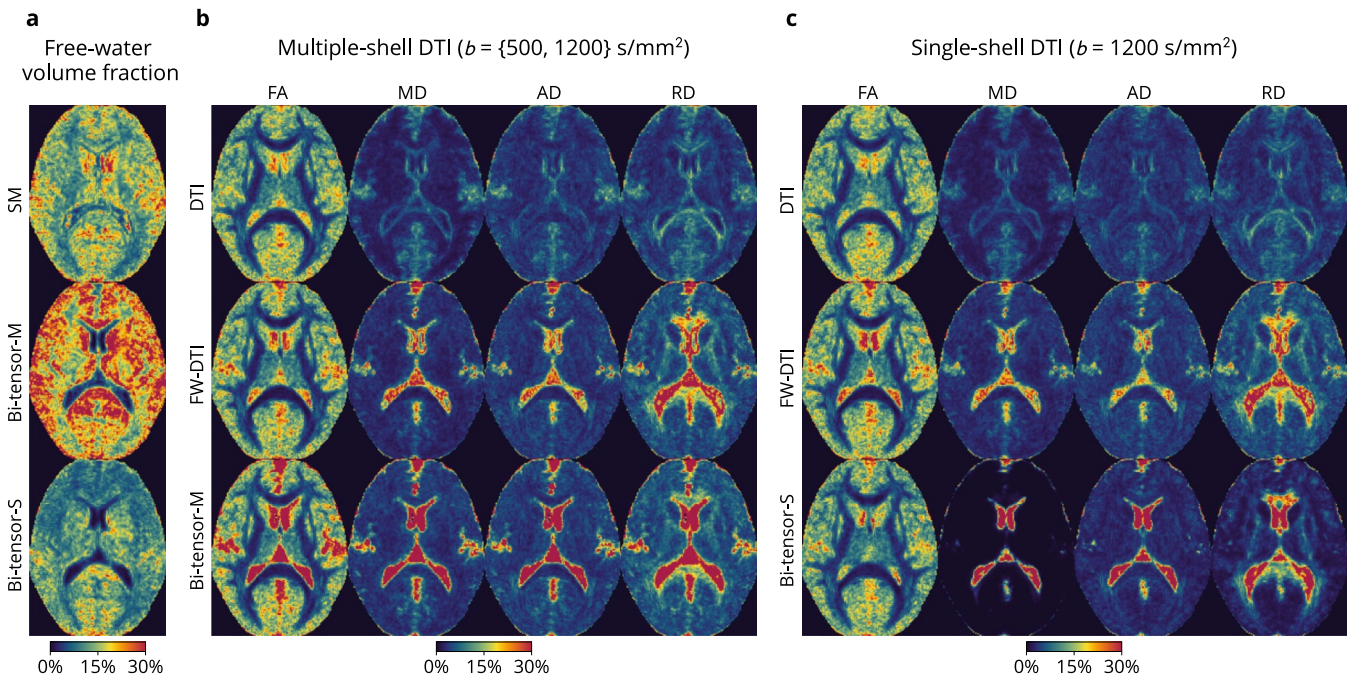 a
b
c
Free-water
volume fraction
Multiple-shell DTI (b = {500, 1200} s/mm²)
Single-shell DTI (b = 1200 s/mm²)
FA MD AD RD
FA MD AD RD
SM
DTI
DTI
Bi-tensor-M
FW-DTI
FW-DTI
Bi-tensor-S
Bi-tensor-M
Bi-tensor-S
0% 15% 30%
0% 15% 30%
0% 15% 30%